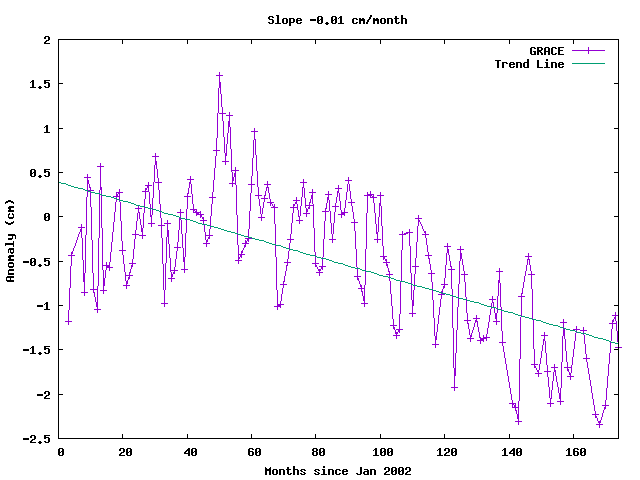 Slope -0.01 cm/month
GRACE
Trend Line
2
1.5
1
0.5
0
-0.5
-1
-1.5
-2
-2.5
Anomaly (cm)
0 20 40 60 80 100 120 140 160
Months since Jan 2002